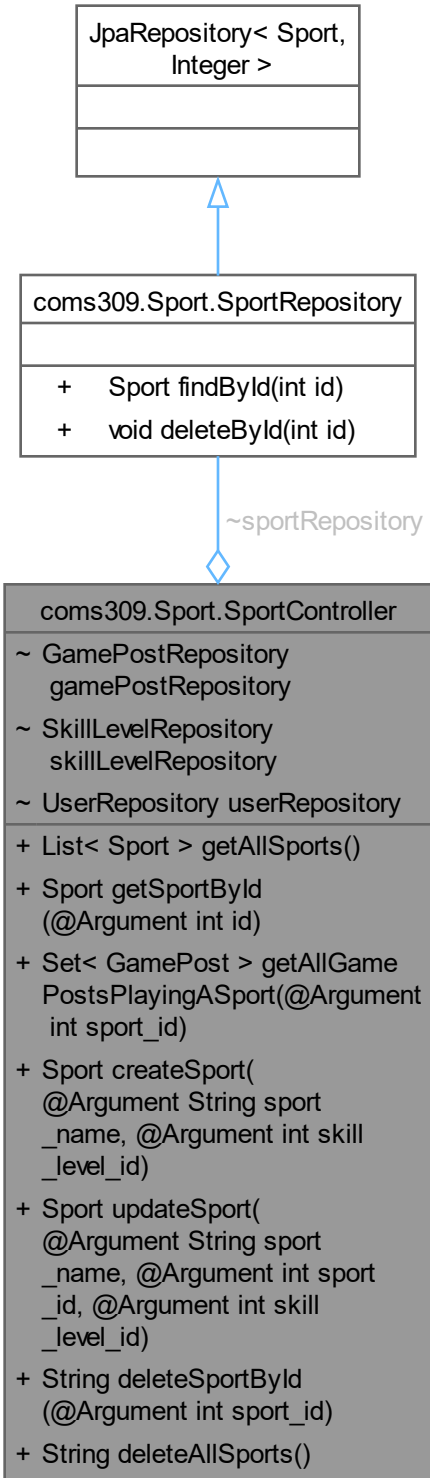 JpaRepository< Sport,
Integer >
coms309.Sport.SportRepository
+ Sport findById(int id)
+ void deleteById(int id)
~sportRepository
coms309.Sport.SportController
~ GamePostRepository
gamePostRepository
~ SkillLevelRepository
skillLevelRepository
~ UserRepository userRepository
+ List< Sport > getAllSports()
+ Sport getSportById
(@Argument int id)
+ Set< GamePost > getAllGame
PostsPlayingASport(@Argument
int sport_id)
+ Sport createSport(
@Argument String sport
_name, @Argument int skill
_level_id)
+ Sport updateSport(
@Argument String sport
_name, @Argument int sport
_id, @Argument int skill
_level_id)
+ String deleteSportById
(@Argument int sport_id)
+ String deleteAllSports()